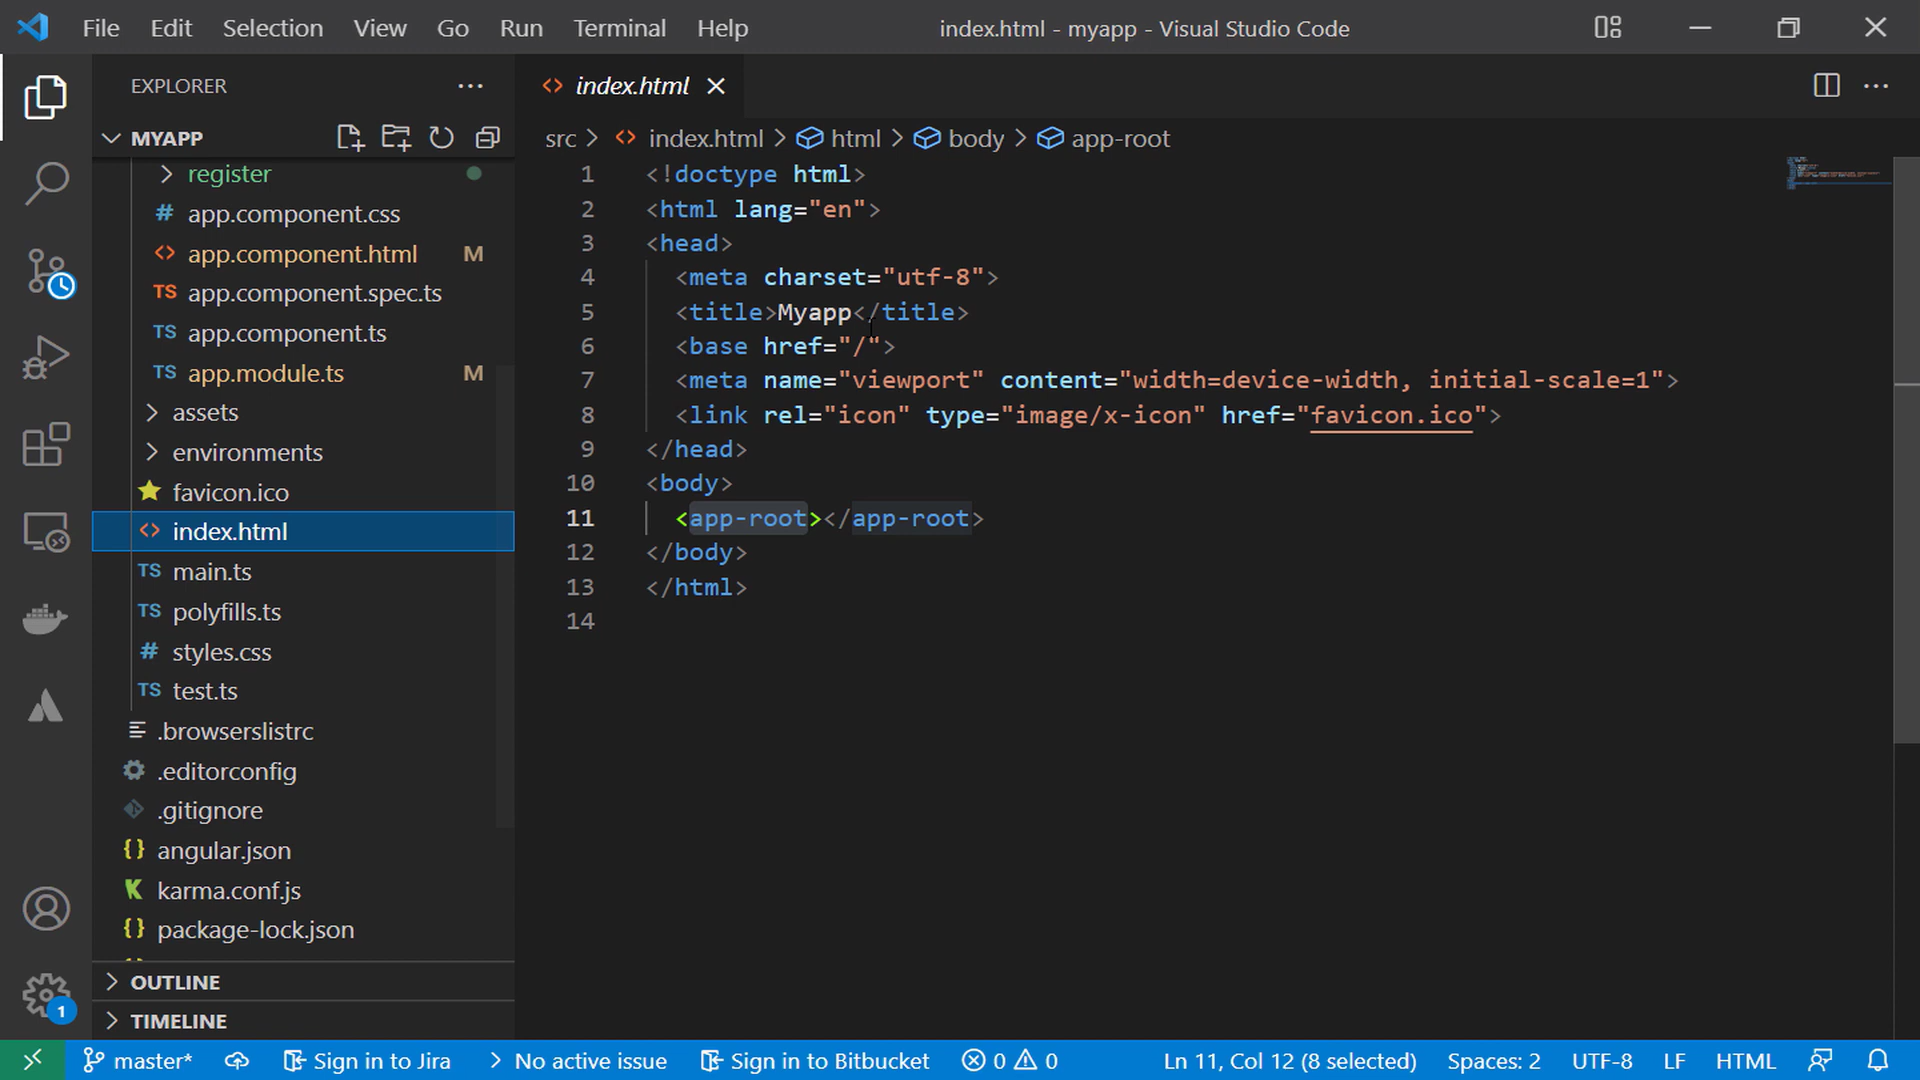 File Edit Selection View Go Run Terminal Help
index.html - myapp - Visual Studio Code
EXPLORER
MYAPP
register
# app.component.css
<> app.component.html M
TS app.component.spec.ts
TS app.component.ts
TS app.module.ts M
assets
environments
favicon.ico
<> index.html
TS main.ts
TS polyfills.ts
# styles.css
TS test.ts
.browserslistrc
.editorconfig
.gitignore
{} angular.json
K karma.conf.js
{} package-lock.json
OUTLINE
TIMELINE
1
<> index.html
src > <> index.html > html > body > app-root
1 <!doctype html>
2 <html lang="en">
3 <head>
4 <meta charset="utf-8">
5 <title>Myapp</title>
6 <base href="/">
7 <meta name="viewport" content="width=device-width, initial-scale=1">
8 <link rel="icon" type="image/x-icon" href="favicon.ico">
9 </head>
10 <body>
11 <app-root></app-root>
12 </body>
13 </html>
14
master* Sign in to Jira > No active issue Sign in to Bitbucket 0 0 Ln 11, Col 12 (8 selected) Spaces: 2 UTF-8 LF HTML